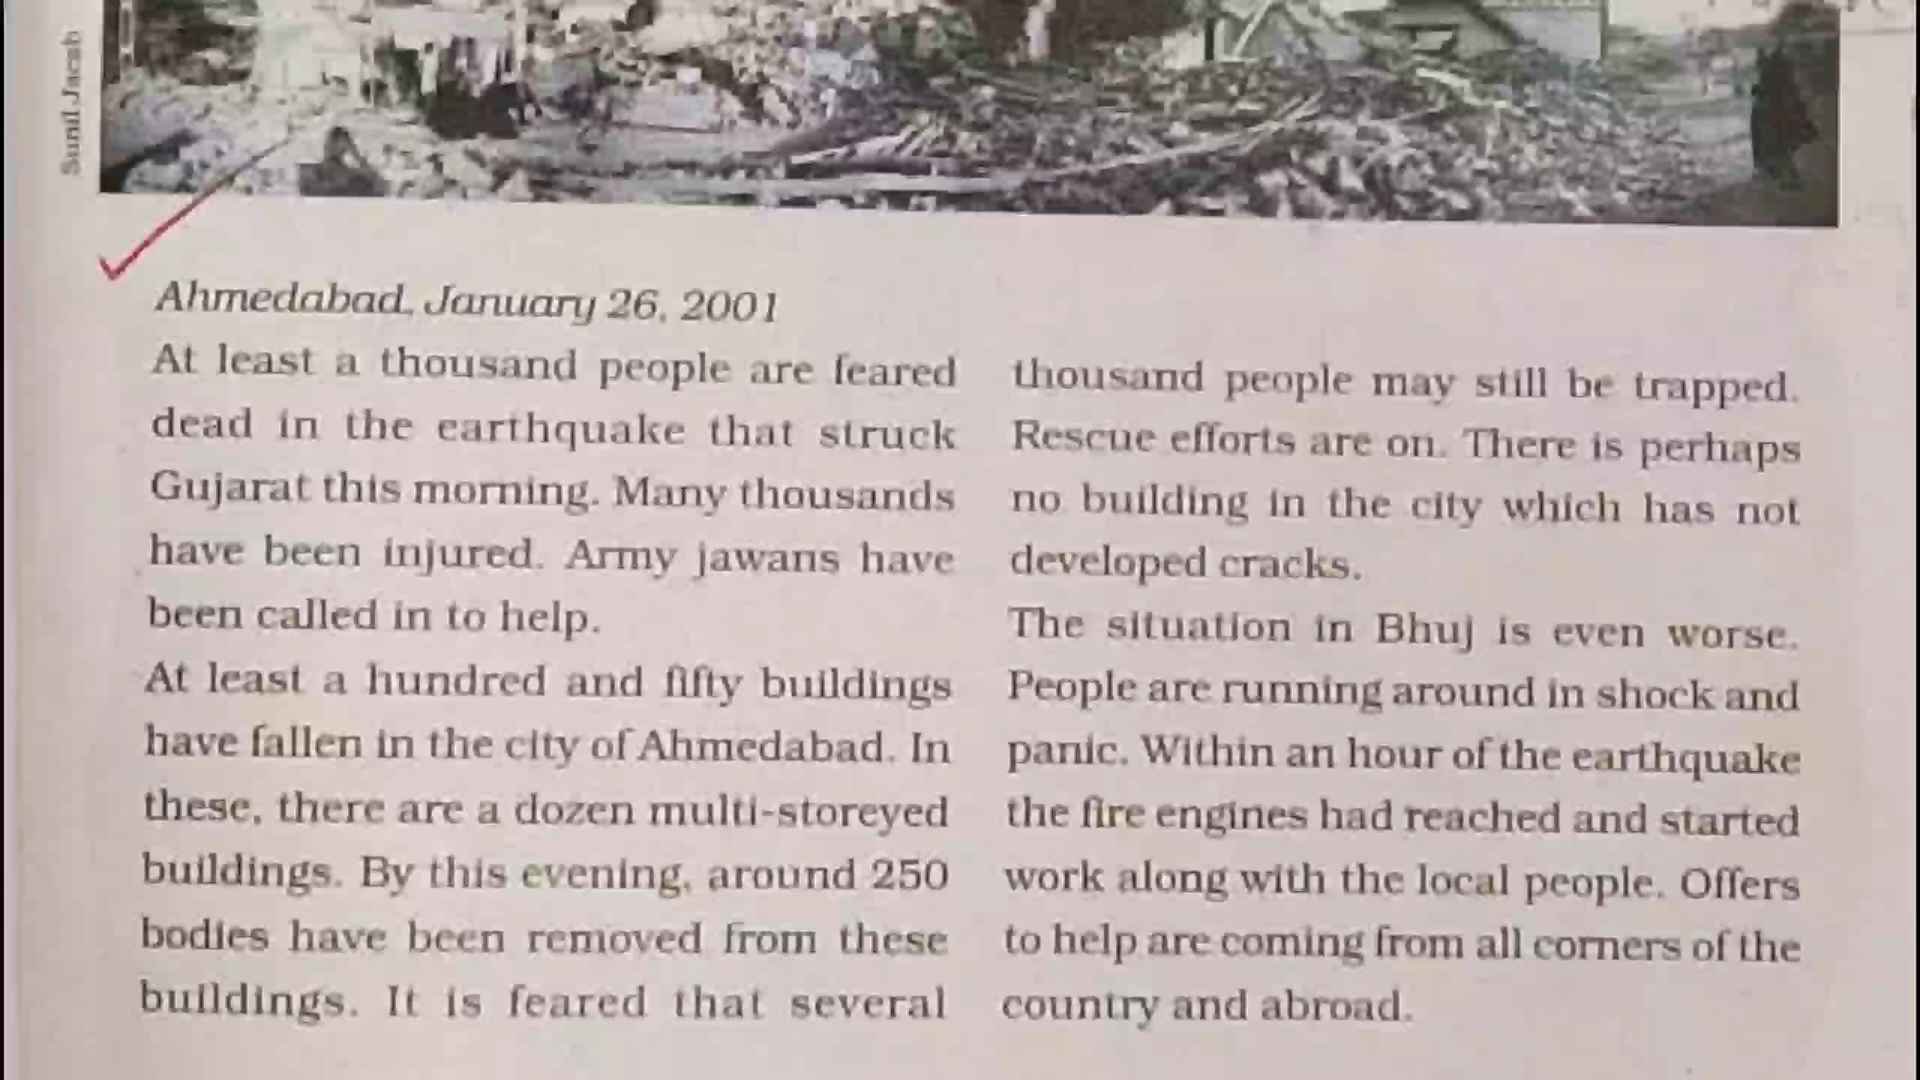 Sunil Jacsh
Ahmedabad, January 26, 2001
At least a thousand people are feared
dead in the earthquake that struck
Gujarat this morning. Many thousands
have been injured. Army jawans have
been called in to help.
At least a hundred and fifty buildings
have fallen in the city of Ahmedabad. In
these, there are a dozen multi-storeyed
buildings. By this evening, around 250
bodies have been removed from these
buildings. It is feared that several
thousand people may still be trapped.
Rescue efforts are on. There is perhaps
no building in the city which has not
developed cracks.
The situation in Bhuj is even worse.
People are running around in shock and
panic. Within an hour of the earthquake
the fire engines had reached and started
work along with the local people. Offers
to help are coming from all corners of the
country and abroad.